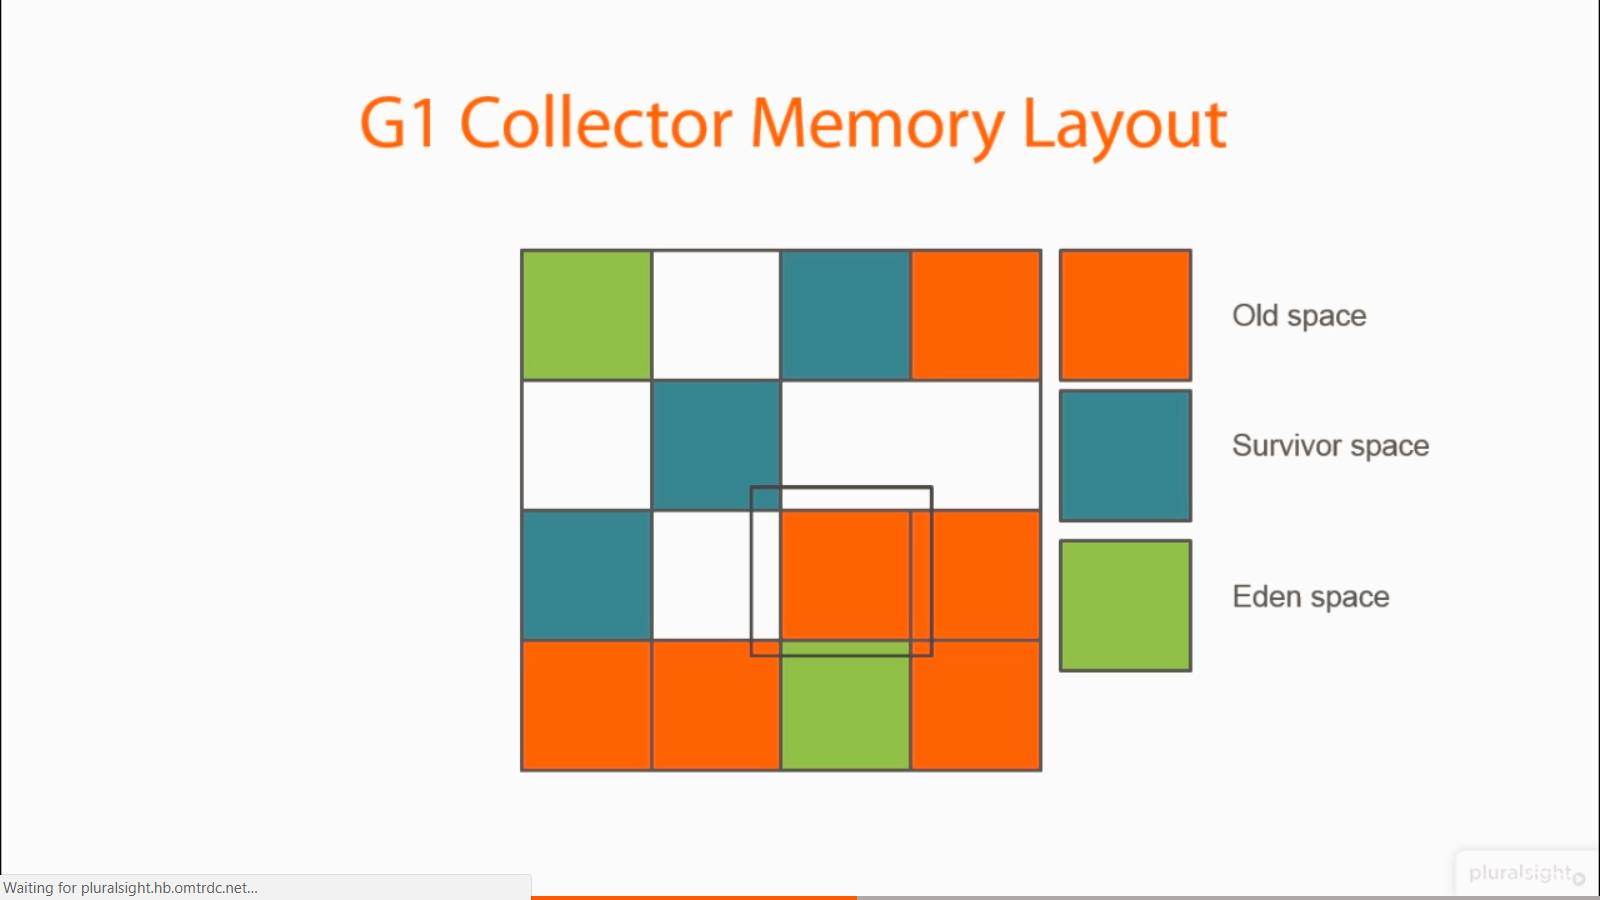 G1 Collector Memory Layout
Old space
Survivor space
Eden space
pluralsight
Waiting for pluralsight.hb.omtrdc.net...